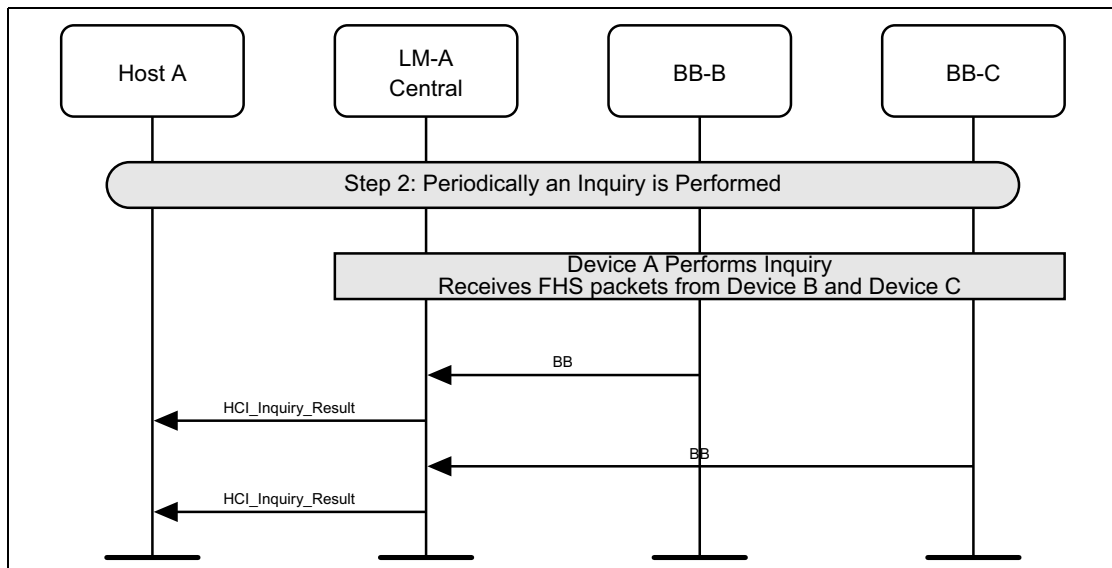 Host A
LM-A
Central
BB-B
BB-C
Step 2: Periodically an Inquiry is Performed
Device A Performs Inquiry
Receives FHS packets from Device B and Device C
BB
HCI_Inquiry_Result
BB
HCI_Inquiry_Result